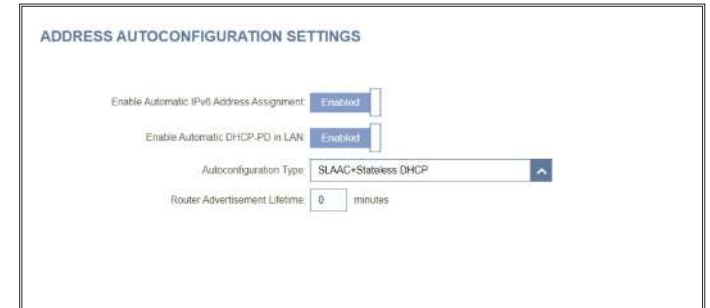 ADDRESS AUTOCONFIGURATION SETTINGS
Enable Automatic IPv6 Address Assignment: Enabled
Enable Automatic DHCP-PD in LAN: Enabled
Autoconfiguration Type: SLAAC+Stateless DHCP
Router Advertisement Lifetime: 0 minutes